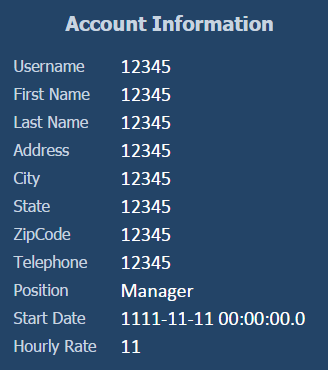 Account Information
Username 12345
First Name 12345
Last Name 12345
Address 12345
City 12345
State 12345
ZipCode 12345
Telephone 12345
Position Manager
Start Date 1111-11-11 00:00:00.0
Hourly Rate 11